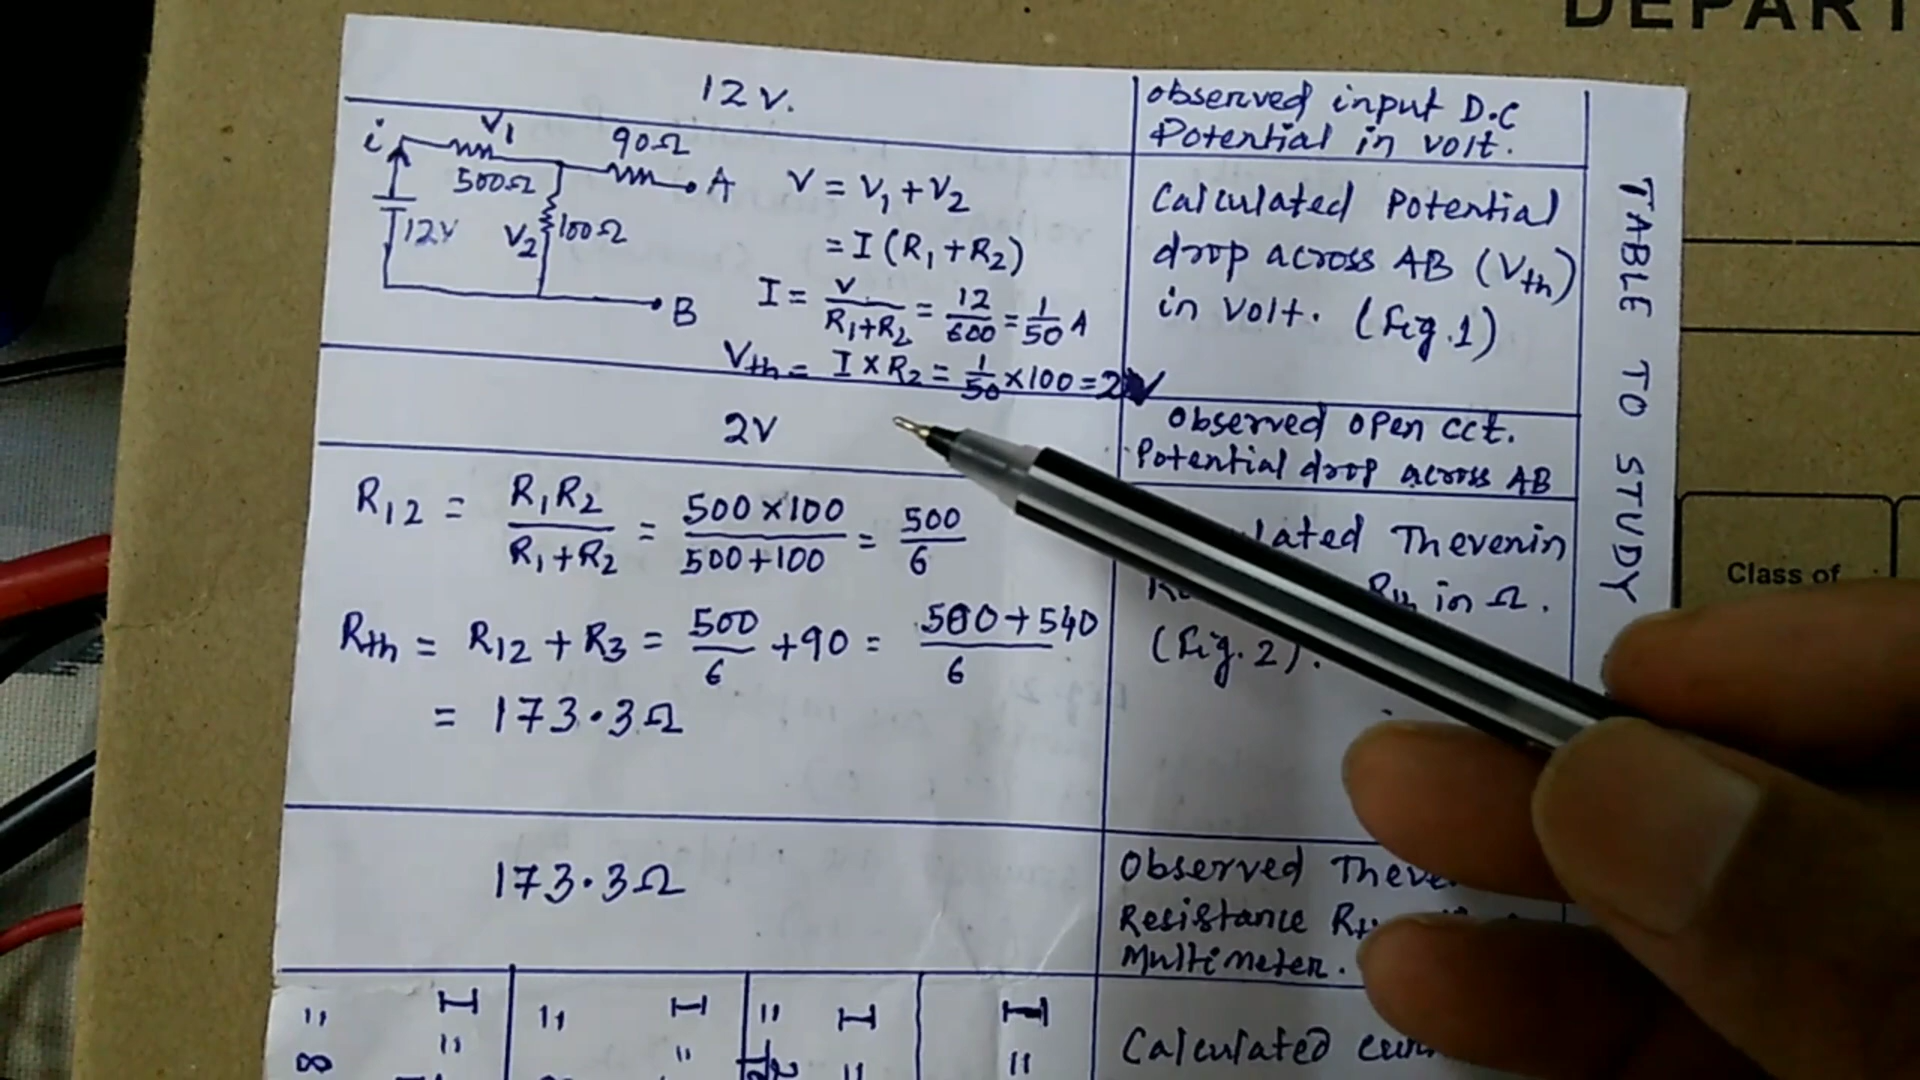 DEPART
12V.
observed input D.C
Potential in volt.
i
V1
90Ω
500Ω
A
12V
V2
100Ω
B
V = V1 + V2
= I (R1 + R2)
I = V/(R1+R2) = 12/600 = 1/50 A
Vth = I × R2 = 1/50 × 100 = 2V
Calculated Potential
drop across AB (Vth)
in volt. (Fig.1)
2V
Observed open cct.
Potential drop across AB
R12 = R1R2/(R1+R2) = 500×100/(500+100) = 500/6
Rth = R12 + R3 = 500/6 + 90 = (500+540)/6
= 173.3Ω
Thevenin
in Ω.
(Fig. 2).
173.3Ω
Observed
Resistance
Multimeter.
Calculated
= I = I = I = I
TABLE TO STUDY
Class of